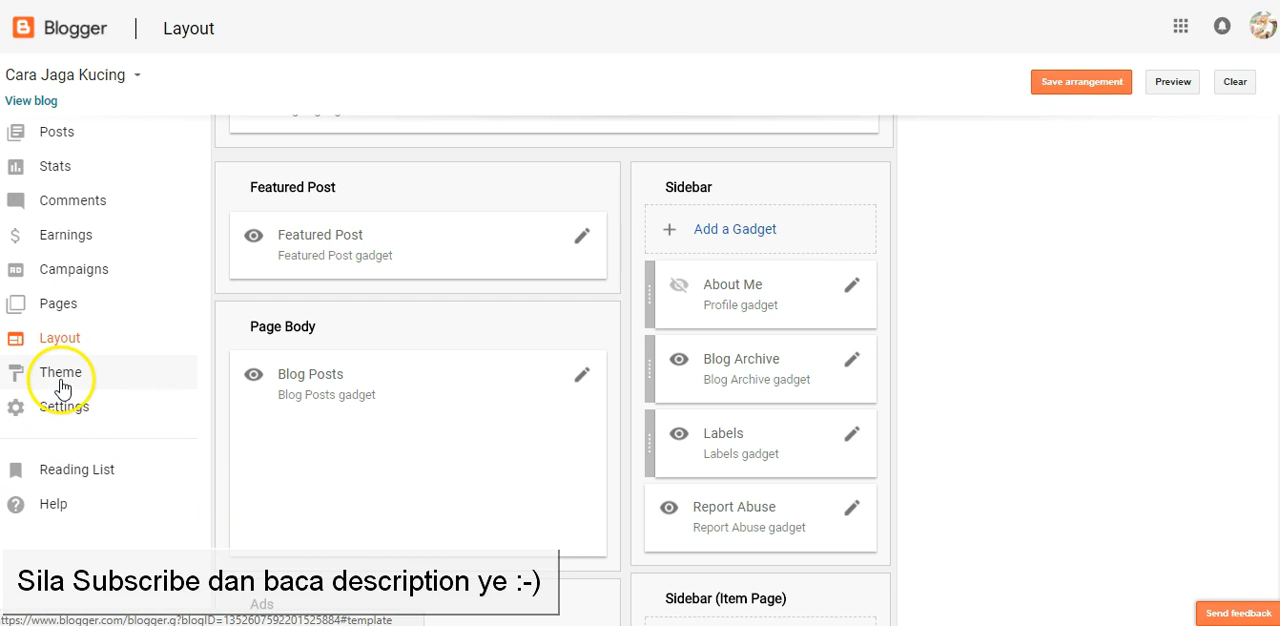 Blogger
Layout
Cara Jaga Kucing
View blog
Save arrangement
Preview
Clear
Posts
Stats
Comments
Earnings
Campaigns
Pages
Layout
Theme
Settings
Reading List
Help
Featured Post
Featured Post
Featured Post gadget
Page Body
Blog Posts
Blog Posts gadget
Ads
Sidebar
Add a Gadget
About Me
Profile gadget
Blog Archive
Blog Archive gadget
Labels
Labels gadget
Report Abuse
Report Abuse gadget
Sidebar (Item Page)
Sila Subscribe dan baca description ye :-)
ttps://www.blogger.com/blogger.g?blogID=1352607592201525884#template
Send feedback